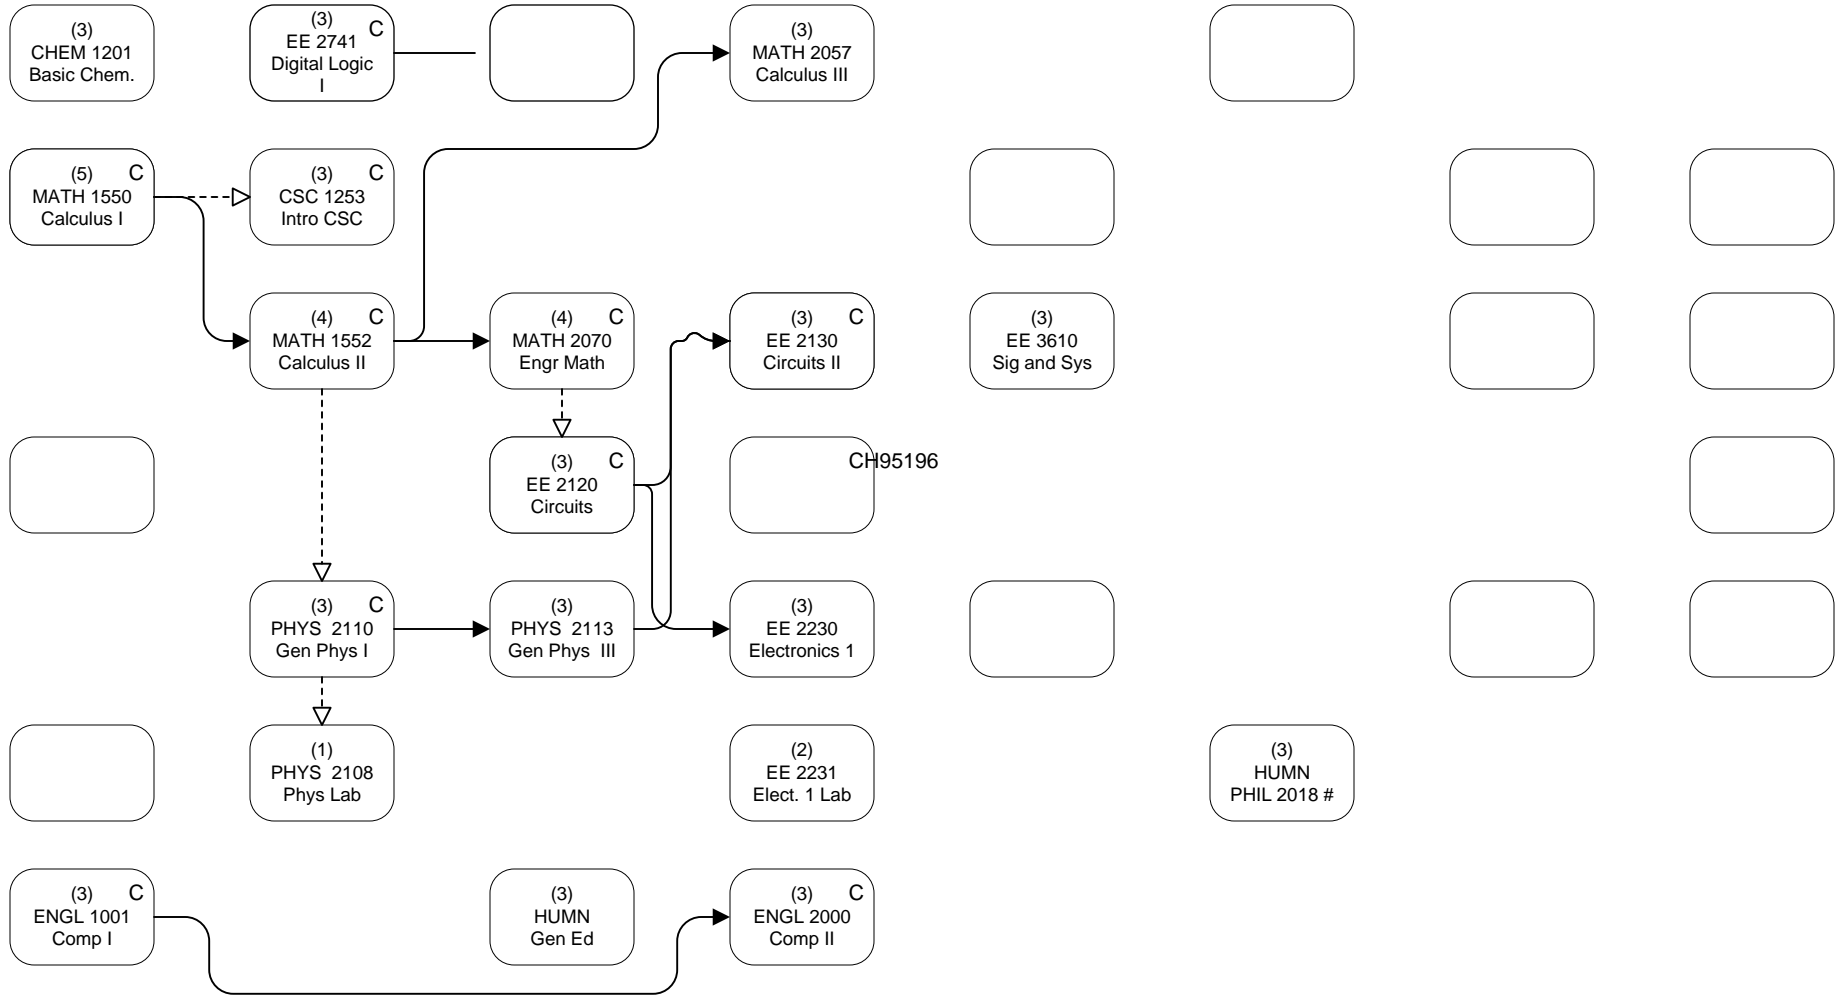 (3)
CHEM 1201
Basic Chem.
(3) C
EE 2741
Digital Logic
I
(3)
MATH 2057
Calculus III
(5) C
MATH 1550
Calculus I
(3) C
CSC 1253
Intro CSC
(4) C
MATH 1552
Calculus II
(4) C
MATH 2070
Engr Math
(3) C
EE 2130
Circuits II
(3)
EE 3610
Sig and Sys
(3) C
EE 2120
Circuits
CH95196
(3) C
PHYS 2110
Gen Phys I
(3)
PHYS 2113
Gen Phys III
(3)
EE 2230
Electronics 1
(1)
PHYS 2108
Phys Lab
(2)
EE 2231
Elect. 1 Lab
(3)
HUMN
PHIL 2018 #
(3) C
ENGL 1001
Comp I
(3)
HUMN
Gen Ed
(3) C
ENGL 2000
Comp II